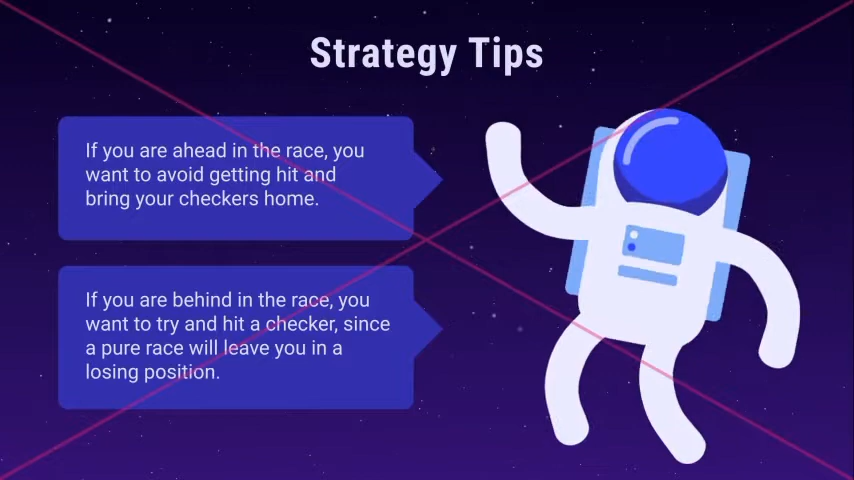 Strategy Tips
If you are ahead in the race, you
want to avoid getting hit and
bring your checkers home.
If you are behind in the race, you
want to try and hit a checker, since
a pure race will leave you in a
losing position.